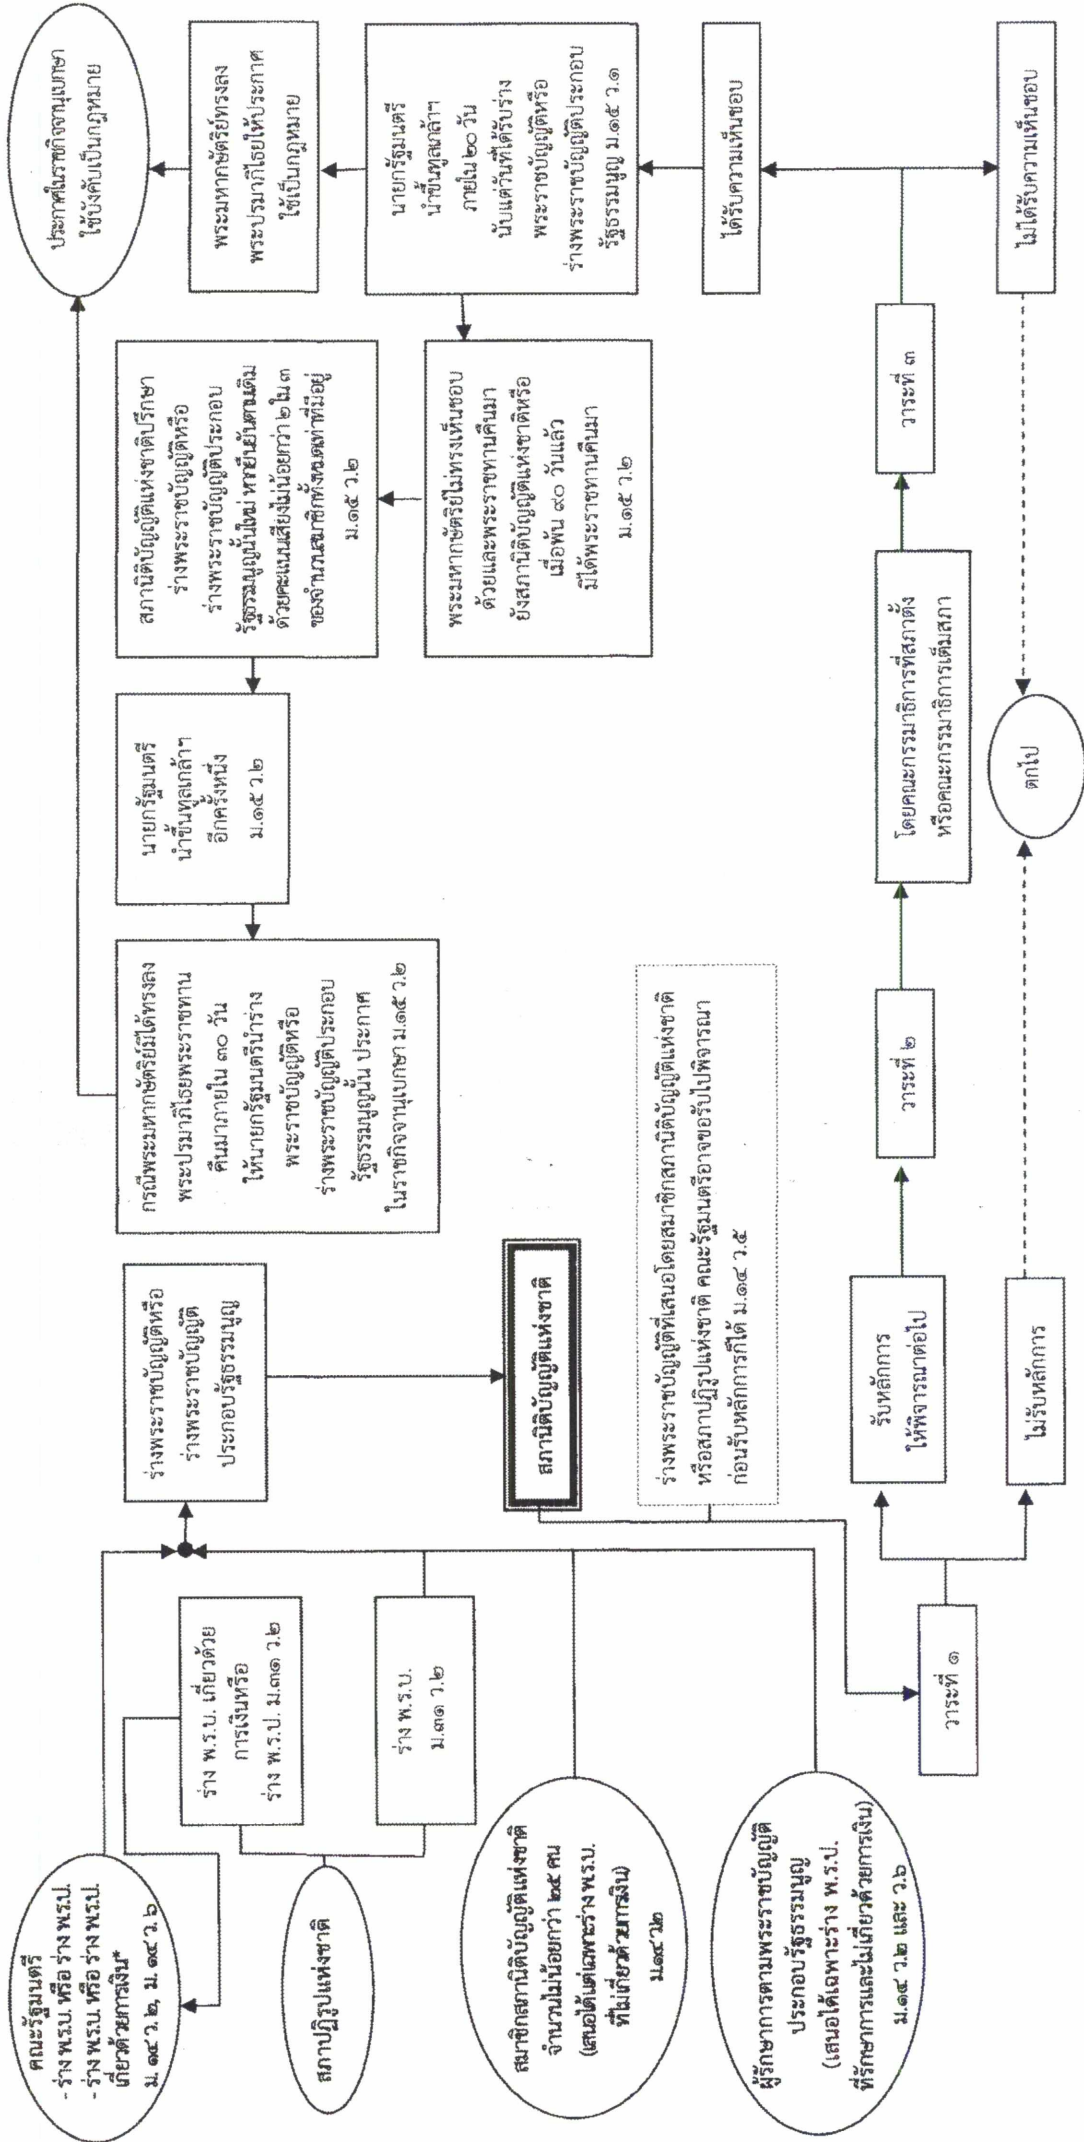 คณะรัฐมนตรี
- ร่าง พ.ร.บ. หรือ ร่าง พ.ร.ป.
- ร่าง พ.ร.บ. หรือ ร่าง พ.ร.ป.
เกี่ยวด้วยการเงิน*
ม. ๑๔ ว. ๒, ม. ๑๔ ว. ๖
สภาปฏิรูปแห่งชาติ
สมาชิกสภานิติบัญญัติแห่งชาติ
จำนวนไม่น้อยกว่า ๒๕ คน
(เสนอได้แต่เฉพาะร่าง พ.ร.บ.
ที่ไม่เกี่ยวด้วยการเงิน)
ม.๑๔ ว.๒
ผู้รักษาการตามพระราชบัญญัติ
ประกอบรัฐธรรมนูญ
(เสนอได้เฉพาะร่าง พ.ร.ป.
ที่รักษาการและไม่เกี่ยวด้วยการเงิน)
ม.๑๔ ว.๒ และ ว.๖
ร่าง พ.ร.บ. เกี่ยวด้วย
การเงินหรือ
ร่าง พ.ร.ป. ม.๓๑ ว.๒
ร่าง พ.ร.บ.
ม.๓๑ ว.๒
ร่างพระราชบัญญัติหรือ
ร่างพระราชบัญญัติ
ประกอบรัฐธรรมนูญ
สภานิติบัญญัติแห่งชาติ
ร่างพระราชบัญญัติที่เสนอโดยสมาชิกสภานิติบัญญัติแห่งชาติ
หรือสภาปฏิรูปแห่งชาติ คณะรัฐมนตรีอาจขอรับไปพิจารณา
ก่อนรับหลักการก็ได้ ม.๑๔ ว.๕
วาระที่ ๑
รับหลักการ
ให้พิจารณาต่อไป
ไม่รับหลักการ
วาระที่ ๒
โดยคณะกรรมาธิการที่สภาตั้ง
หรือคณะกรรมาธิการเต็มสภา
ตกไป
วาระที่ ๓
ได้รับความเห็นชอบ
ไม่ได้รับความเห็นชอบ
นายกรัฐมนตรี
นำขึ้นทูลเกล้าฯ
ภายใน ๒๐ วัน
นับแต่วันที่ได้รับร่าง
พระราชบัญญัติหรือ
ร่างพระราชบัญญัติประกอบ
รัฐธรรมนูญ ม.๑๕ ว.๑
พระมหากษัตริย์ทรงลง
พระปรมาภิไธยให้ประกาศ
ใช้เป็นกฎหมาย
ประกาศในราชกิจจานุเบกษา
ใช้บังคับเป็นกฎหมาย
พระมหากษัตริย์ไม่ทรงเห็นชอบ
ด้วยและพระราชทานคืนมา
ยังสภานิติบัญญัติแห่งชาติหรือ
เมื่อพ้น ๙๐ วันแล้ว
มิได้พระราชทานคืนมา
ม.๑๕ ว.๒
สภานิติบัญญัติแห่งชาติปรึกษา
ร่างพระราชบัญญัติหรือ
ร่างพระราชบัญญัติประกอบ
รัฐธรรมนูญนั้นใหม่ หากยืนยันตามเดิม
ด้วยคะแนนเสียงไม่น้อยกว่า ๒ ใน ๓
ของจำนวนสมาชิกทั้งหมดเท่าที่มีอยู่
ม.๑๕ ว.๒
นายกรัฐมนตรี
นำขึ้นทูลเกล้าฯ
อีกครั้งหนึ่ง
ม.๑๕ ว.๒
กรณีพระมหากษัตริย์มิได้ทรงลง
พระปรมาภิไธยพระราชทาน
คืนมาภายใน ๓๐ วัน
ให้นายกรัฐมนตรีนำร่าง
พระราชบัญญัติหรือ
ร่างพระราชบัญญัติประกอบ
รัฐธรรมนูญนั้น ประกาศ
ในราชกิจจานุเบกษา ม.๑๕ ว.๒